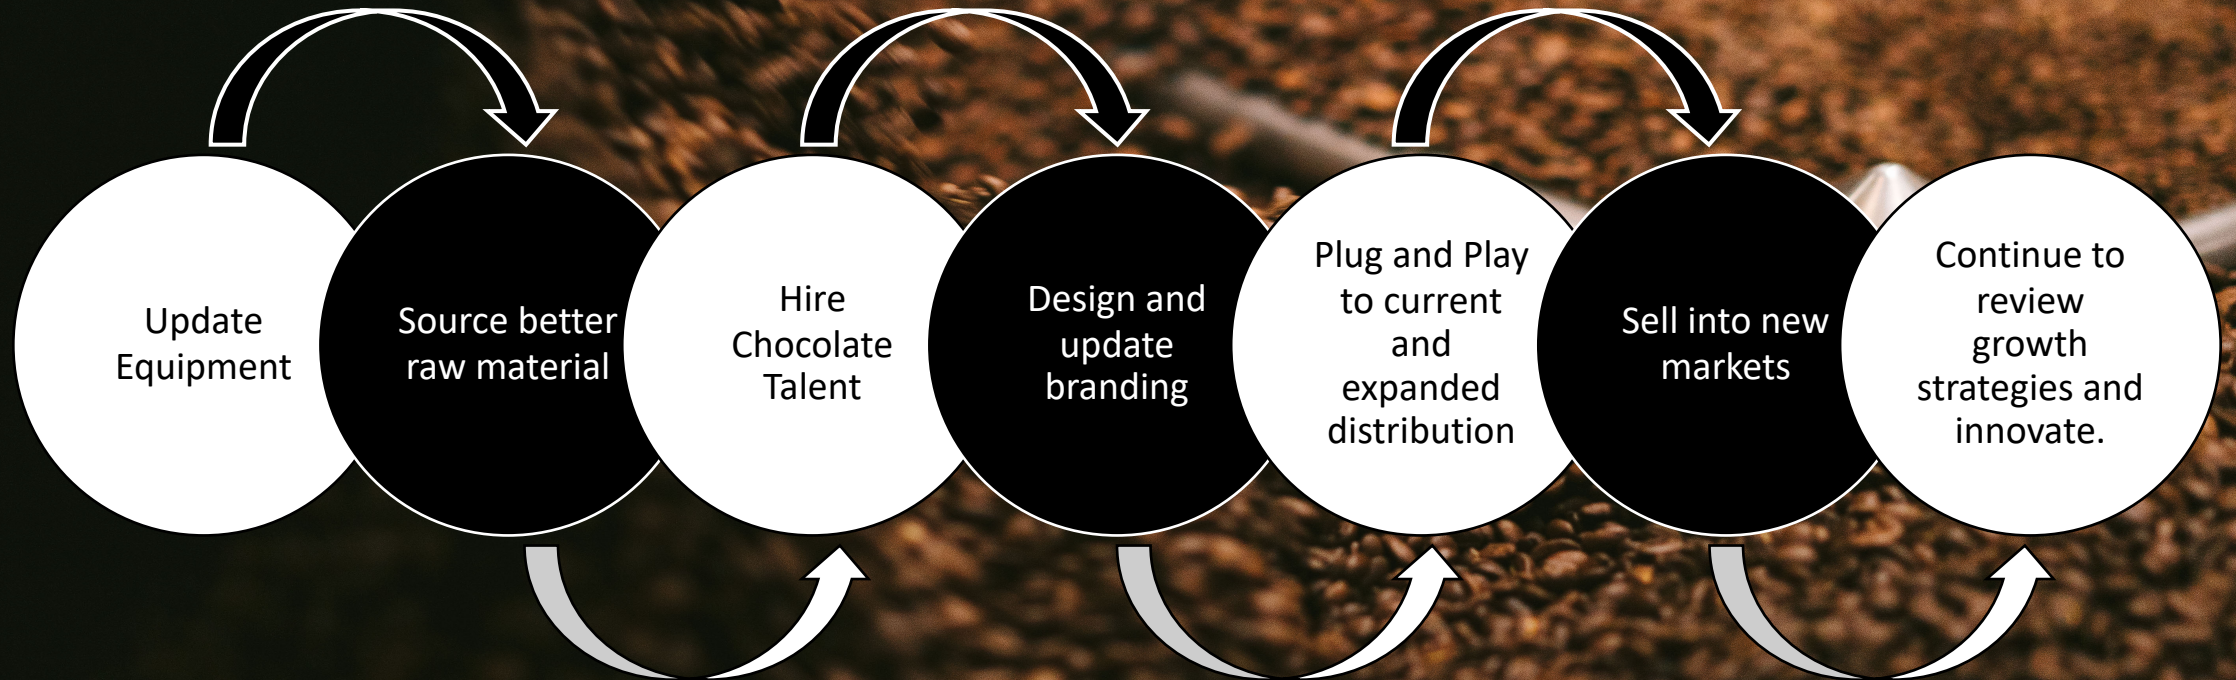 Update
Equipment
Source better
raw material
Hire
Chocolate
Talent
Design and
update
branding
Plug and Play
to current
and
expanded
distribution
Sell into new
markets
Continue to
review
growth
strategies and
innovate.